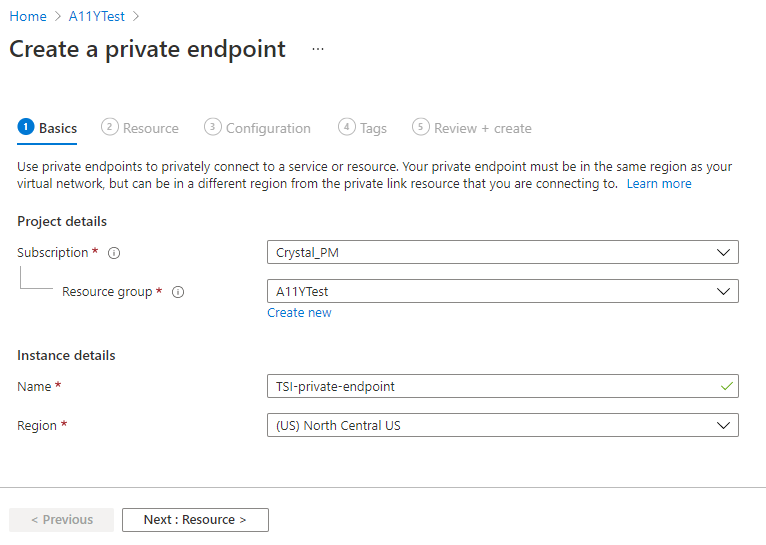 Home > A11YTest >
Create a private endpoint ...
1 Basics 2 Resource 3 Configuration 4 Tags 5 Review + create
Use private endpoints to privately connect to a service or resource. Your private endpoint must be in the same region as your
virtual network, but can be in a different region from the private link resource that you are connecting to. Learn more
Project details
Subscription * Crystal_PM
Resource group * A11YTest
Create new
Instance details
Name * TSI-private-endpoint
Region * (US) North Central US
< Previous Next : Resource >